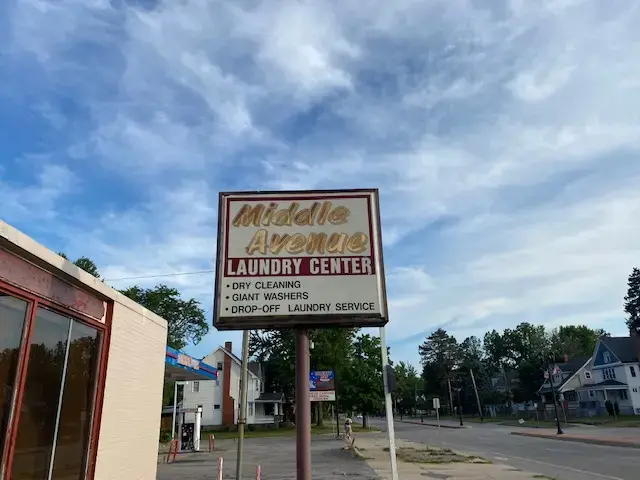 Middle
Avenue
LAUNDRY CENTER
• DRY CLEANING
• GIANT WASHERS
• DROP-OFF LAUNDRY SERVICE